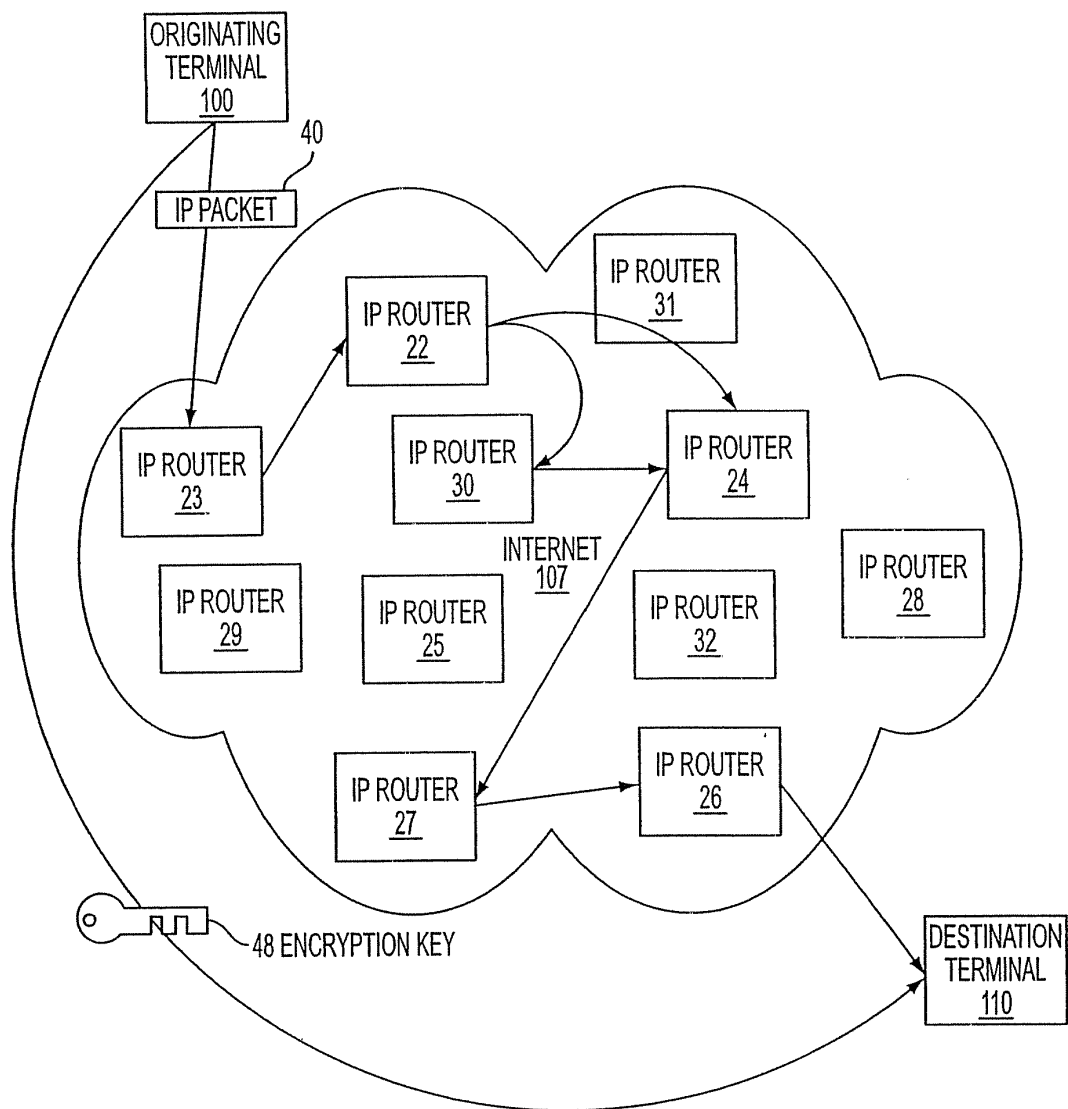 ORIGINATING
TERMINAL
100
40
IP PACKET
IP ROUTER
31
IP ROUTER
22
IP ROUTER
23
IP ROUTER
30
IP ROUTER
24
INTERNET
107
IP ROUTER
28
IP ROUTER
29
IP ROUTER
25
IP ROUTER
32
IP ROUTER
27
IP ROUTER
26
48 ENCRYPTION KEY
DESTINATION
TERMINAL
110